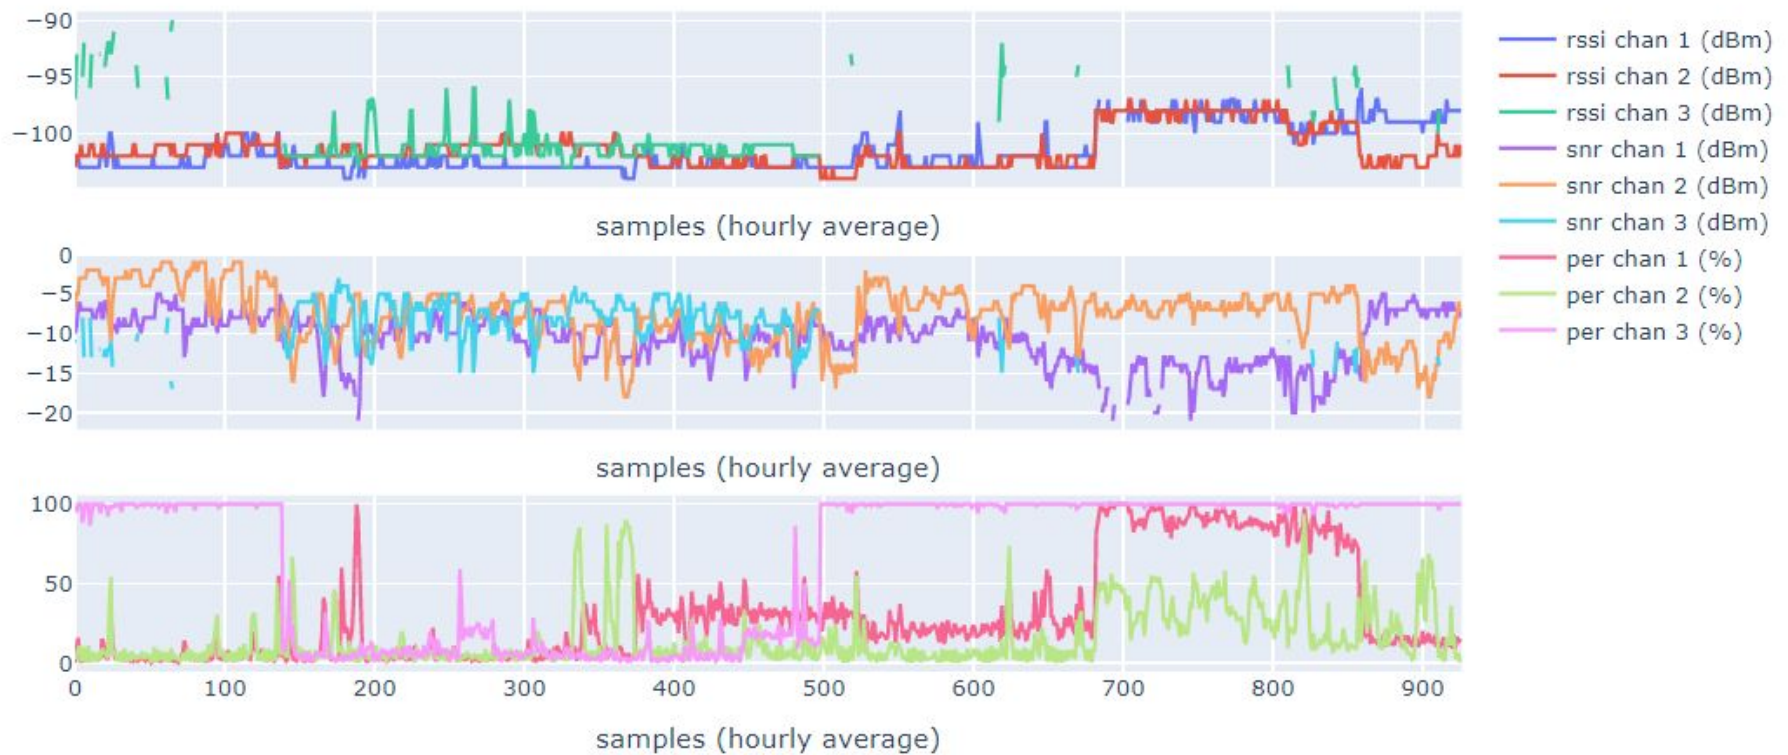 −90
−95
−100
samples (hourly average)
0
−5
−10
−15
−20
samples (hourly average)
100
50
0
0 100 200 300 400 500 600 700 800 900
samples (hourly average)
rssi chan 1 (dBm)
rssi chan 2 (dBm)
rssi chan 3 (dBm)
snr chan 1 (dBm)
snr chan 2 (dBm)
snr chan 3 (dBm)
per chan 1 (%)
per chan 2 (%)
per chan 3 (%)